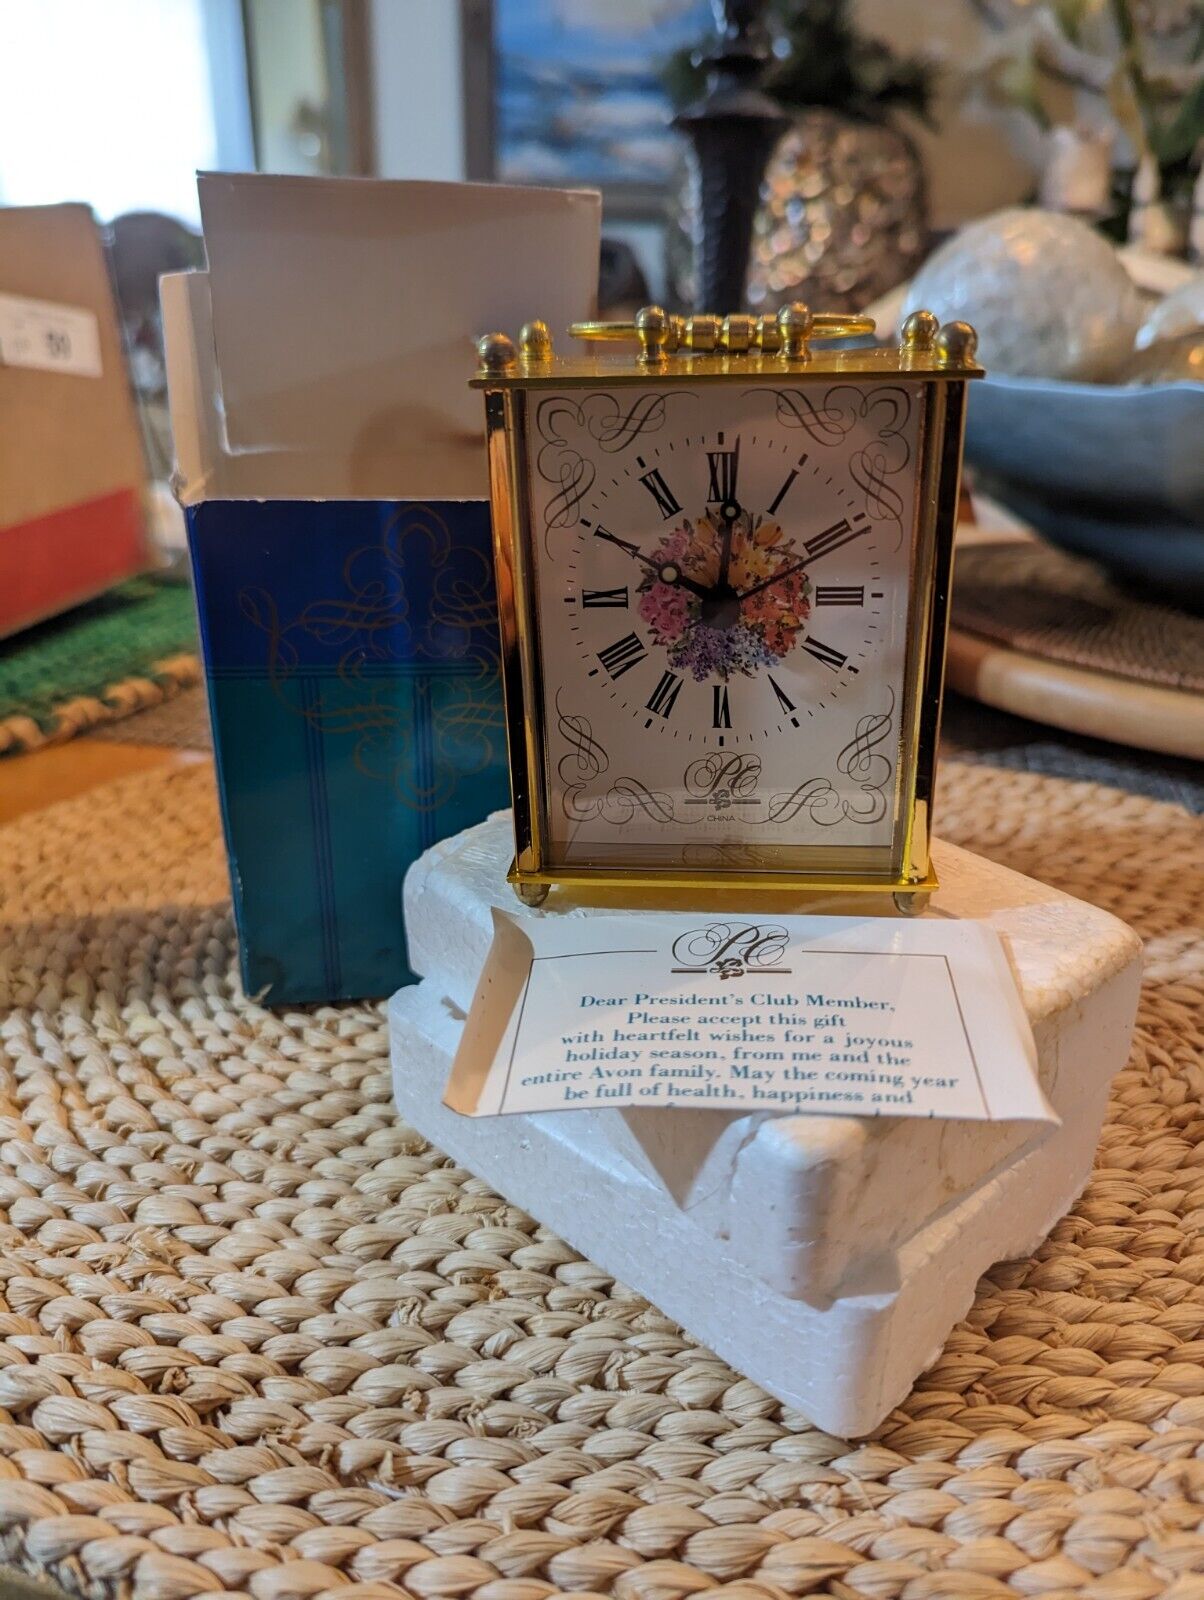 XII
I
II
III
IIII
V
VI
VII
VIII
IX
X
XI
PC
CHINA
PC
Dear President's Club Member,
Please accept this gift
with heartfelt wishes for a joyous
holiday season, from me and the
entire Avon family. May the coming year
be full of health, happiness and